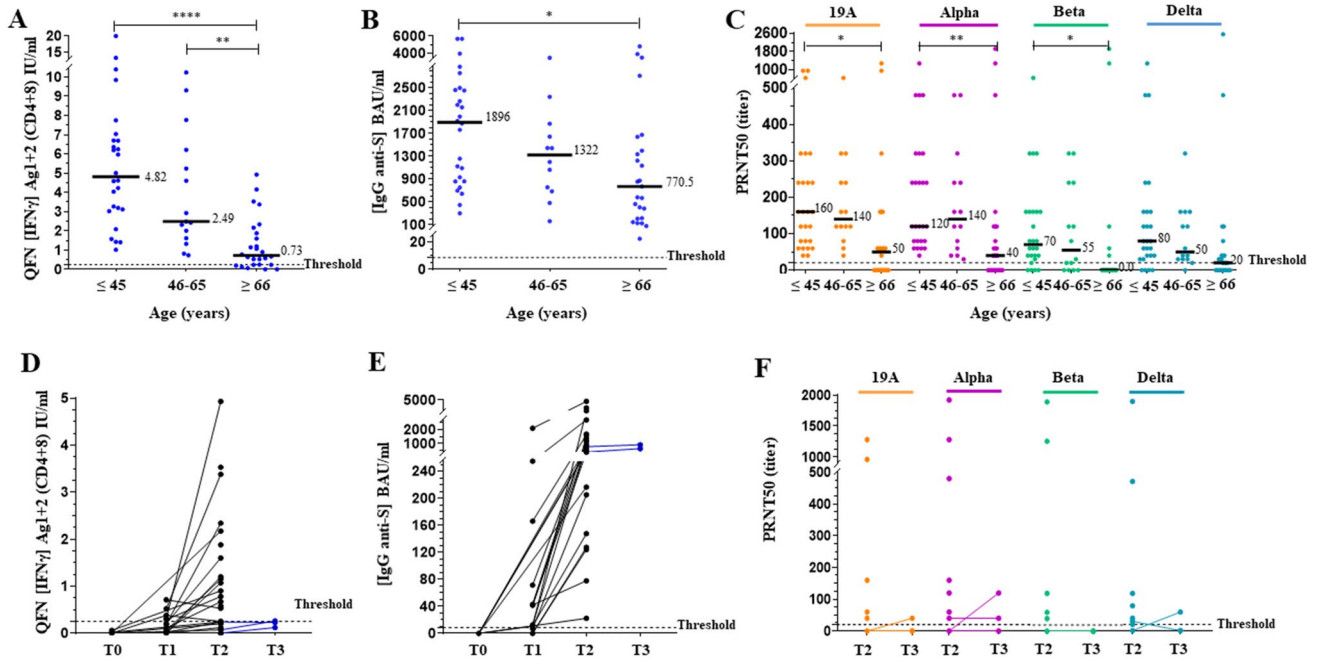 A
QFN [IFNγ] Ag1+2 (CD4+8) IU/ml
20
15
10
9
8
7
6
5
4
3
2
1
0
****
**
4.82
2.49
0.73
Threshold
≤ 45 46-65 ≥ 66
Age (years)
B
[IgG anti-S] BAU/ml
6000
5000
4000
3000
2900
2500
2100
1700
1300
900
500
100
20
0
*
1896
1322
770.5
Threshold
≤ 45 46-65 ≥ 66
Age (years)
C
19A Alpha Beta Delta
PRNT50 (titer)
2600
1800
1000
500
400
300
200
100
0
* ** *
160 140 50
120 140 40
70 55 0.0
80 50 20
Threshold
≤ 45 46-65 ≥ 66 ≤ 45 46-65 ≥ 66 ≤ 45 46-65 ≥ 66 ≤ 45 46-65 ≥ 66
Age (years)
D
QFN [IFNγ] Ag1+2 (CD4+8) IU/ml
5
4
3
2
1
0
Threshold
T0 T1 T2 T3
E
[IgG anti-S] BAU/ml
5000
2000
1000
240
200
160
120
80
40
0
Threshold
T0 T1 T2 T3
F
19A Alpha Beta Delta
PRNT50 (titer)
2000
1500
1000
500
400
300
200
100
0
Threshold
T2 T3 T2 T3 T2 T3 T2 T3